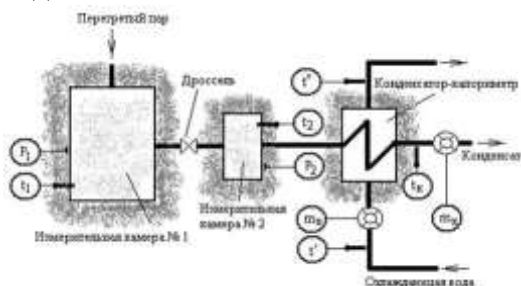 Перегретый пар
Дроссель
t"
Конденсатор-калориметр
P₁
t₁
t₂
P₂
Конденсат
tк
mк
Измерительная камера № 2
mв
Измерительная камера № 1
t'
Охлаждающая вода